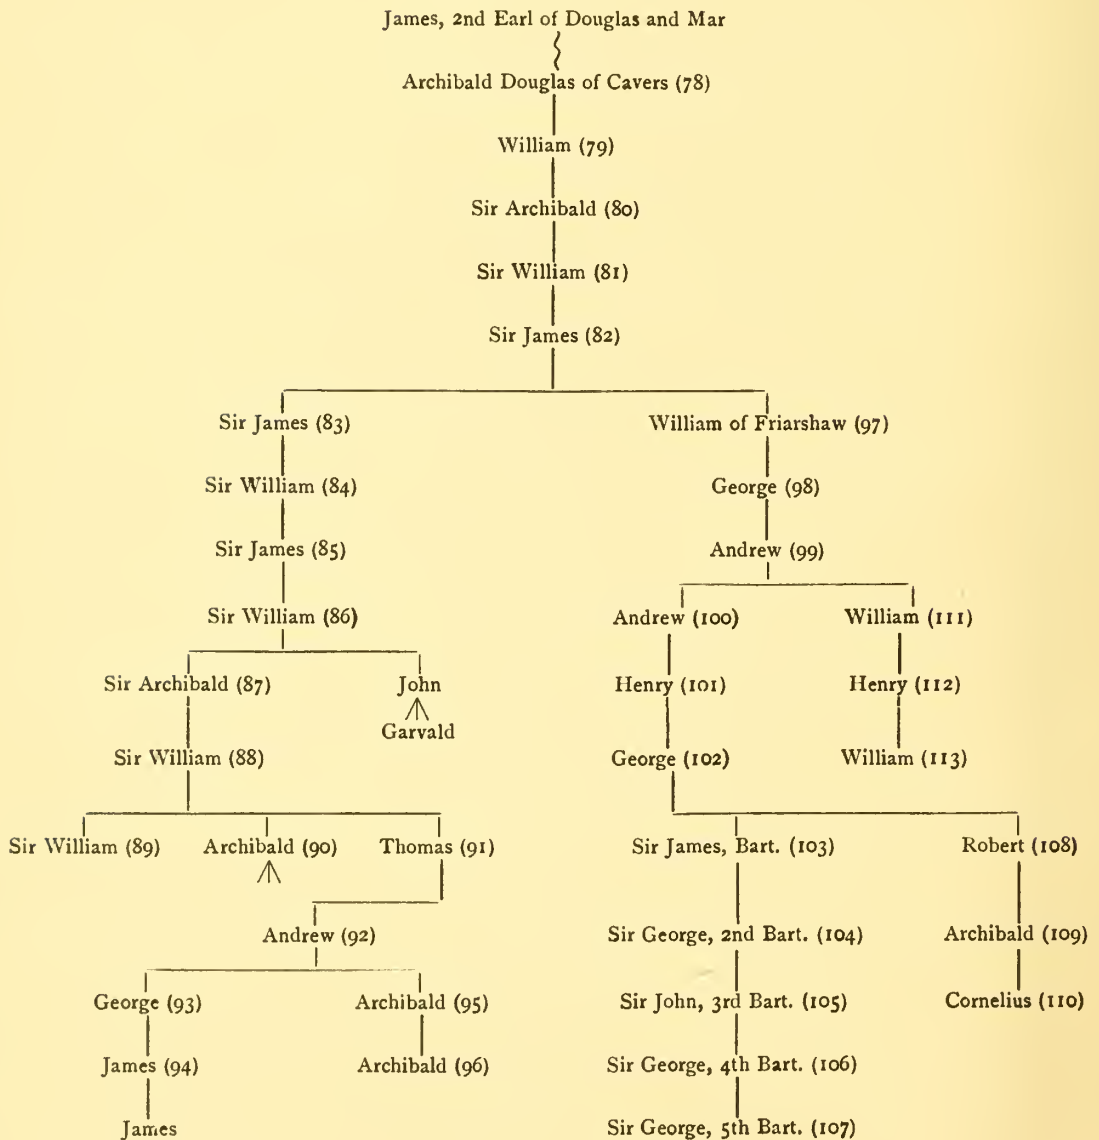 James, 2nd Earl of Douglas and Mar
Archibald Douglas of Cavers (78)
William (79)
Sir Archibald (80)
Sir William (81)
Sir James (82)
Sir James (83) William of Friarshaw (97)
Sir William (84) George (98)
Sir James (85) Andrew (99)
Sir William (86) Andrew (100) William (111)
Sir Archibald (87) John Henry (101) Henry (112)
Garvald
Sir William (88) George (102) William (113)
Sir William (89) Archibald (90) Thomas (91) Sir James, Bart. (103) Robert (108)
Andrew (92) Sir George, 2nd Bart. (104) Archibald (109)
George (93) Archibald (95) Sir John, 3rd Bart. (105) Cornelius (110)
James (94) Archibald (96) Sir George, 4th Bart. (106)
James Sir George, 5th Bart. (107)